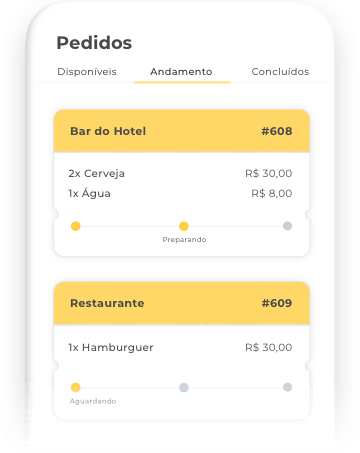 Pedidos
Disponíveis Andamento Concluídos
Bar do Hotel #608
2x Cerveja R$ 30,00
1x Água R$ 8,00
Preparando
Restaurante #609
1x Hamburguer R$ 30,00
Aguardando